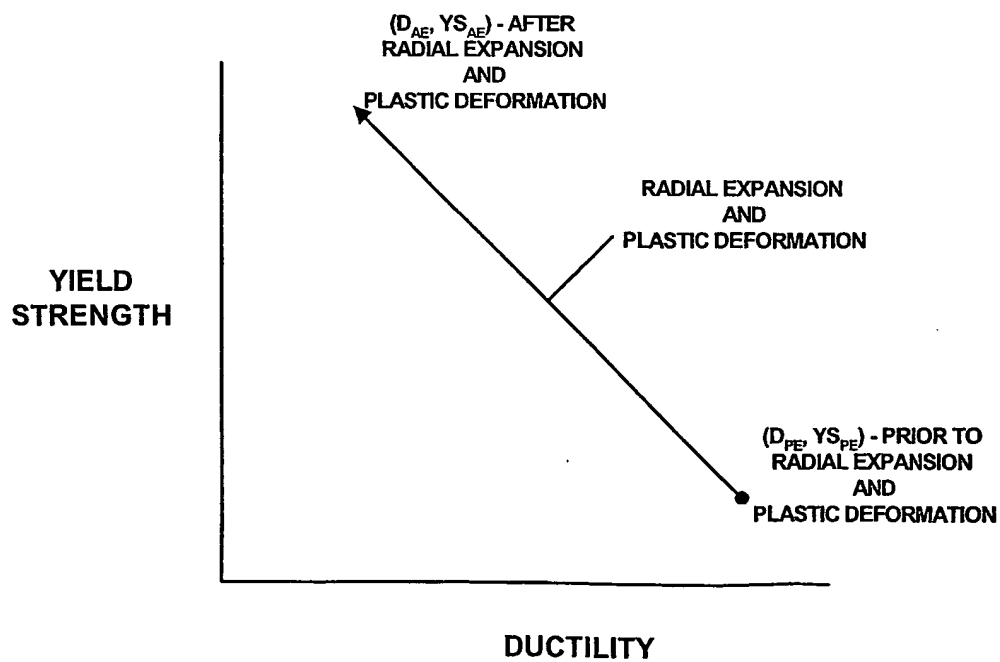 (D_AE, YS_AE) - AFTER
RADIAL EXPANSION
AND
PLASTIC DEFORMATION
RADIAL EXPANSION
AND
PLASTIC DEFORMATION
YIELD
STRENGTH
(D_PE, YS_PE) - PRIOR TO
RADIAL EXPANSION
AND
PLASTIC DEFORMATION
DUCTILITY